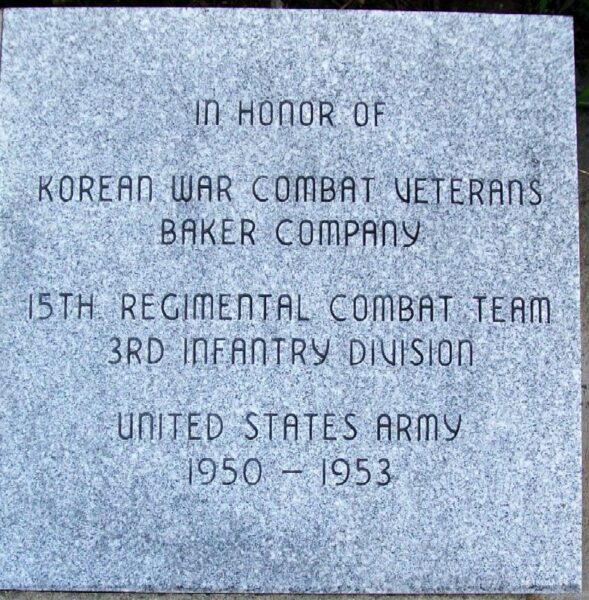 IN HONOR OF
KOREAN WAR COMBAT VETERANS
BAKER COMPANY
15TH REGIMENTAL COMBAT TEAM
3RD INFANTRY DIVISION
UNITED STATES ARMY
1950 – 1953